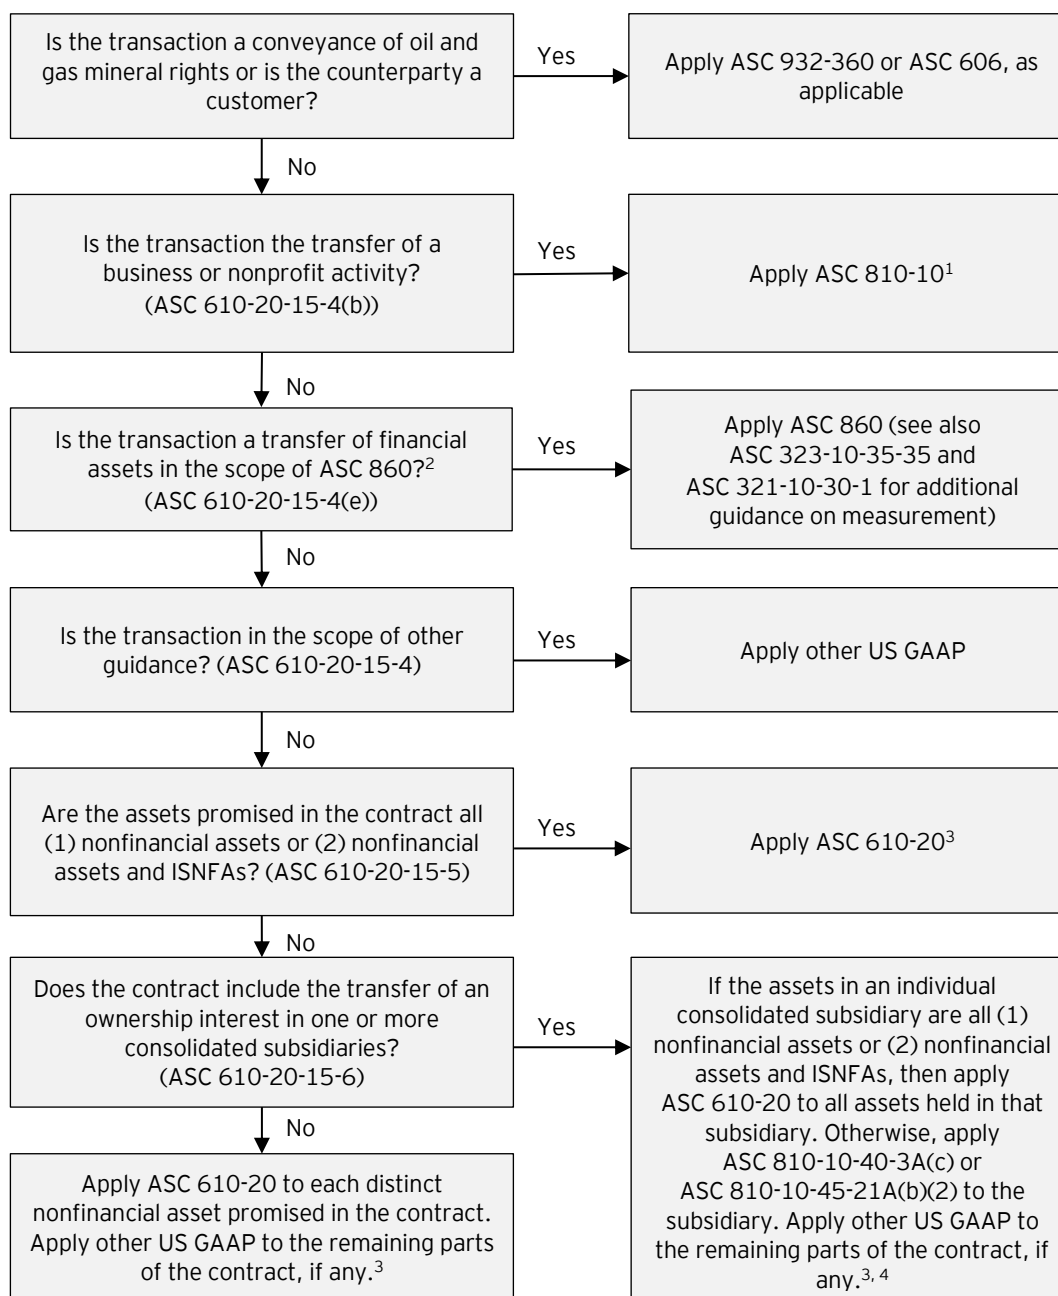 Is the transaction a conveyance of oil and
gas mineral rights or is the counterparty a
customer?
Yes
Apply ASC 932-360 or ASC 606, as
applicable
No
Is the transaction the transfer of a
business or nonprofit activity?
(ASC 610-20-15-4(b))
Yes
Apply ASC 810-10¹
No
Is the transaction a transfer of financial
assets in the scope of ASC 860?²
(ASC 610-20-15-4(e))
Yes
Apply ASC 860 (see also
ASC 323-10-35-35 and
ASC 321-10-30-1 for additional
guidance on measurement)
No
Is the transaction in the scope of other
guidance? (ASC 610-20-15-4)
Yes
Apply other US GAAP
No
Are the assets promised in the contract all
(1) nonfinancial assets or (2) nonfinancial
assets and ISNFAs? (ASC 610-20-15-5)
Yes
Apply ASC 610-20³
No
Does the contract include the transfer of an
ownership interest in one or more
consolidated subsidiaries?
(ASC 610-20-15-6)
Yes
If the assets in an individual
consolidated subsidiary are all (1)
nonfinancial assets or (2) nonfinancial
assets and ISNFAs, then apply
ASC 610-20 to all assets held in that
subsidiary. Otherwise, apply
ASC 810-10-40-3A(c) or
ASC 810-10-45-21A(b)(2) to the
subsidiary. Apply other US GAAP to
the remaining parts of the contract, if
any.³,⁴
No
Apply ASC 610-20 to each distinct
nonfinancial asset promised in the contract.
Apply other US GAAP to the remaining parts
of the contract, if any.³